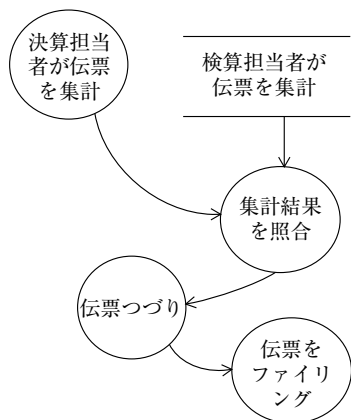 決算担当
者が伝票
を集計
検算担当者が
伝票を集計
集計結果
を照合
伝票つづり
伝票を
ファイリ
ング